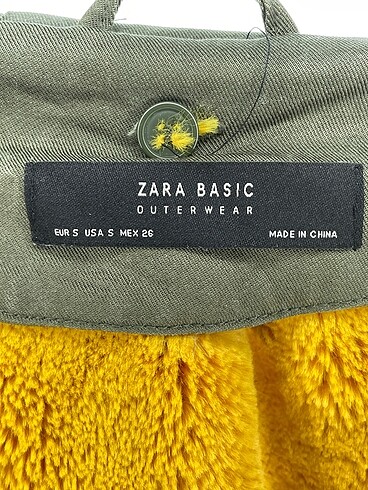 ZARA BASIC
OUTERWEAR
EUR S USA S MEX 26 MADE IN CHINA